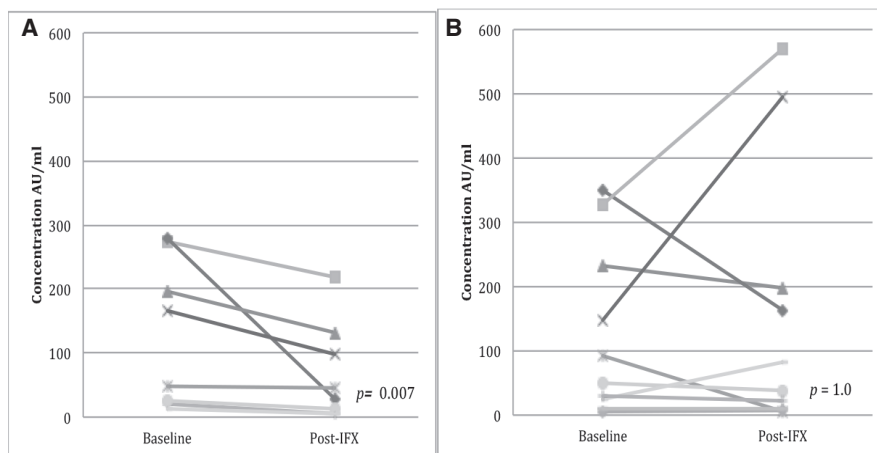 A
600
500
400
300
200
100
0
Concentration AU/ml
Baseline
Post-IFX
p= 0.007
B
600
500
400
300
200
100
0
Concentration AU/ml
Baseline
Post-IFX
p = 1.0